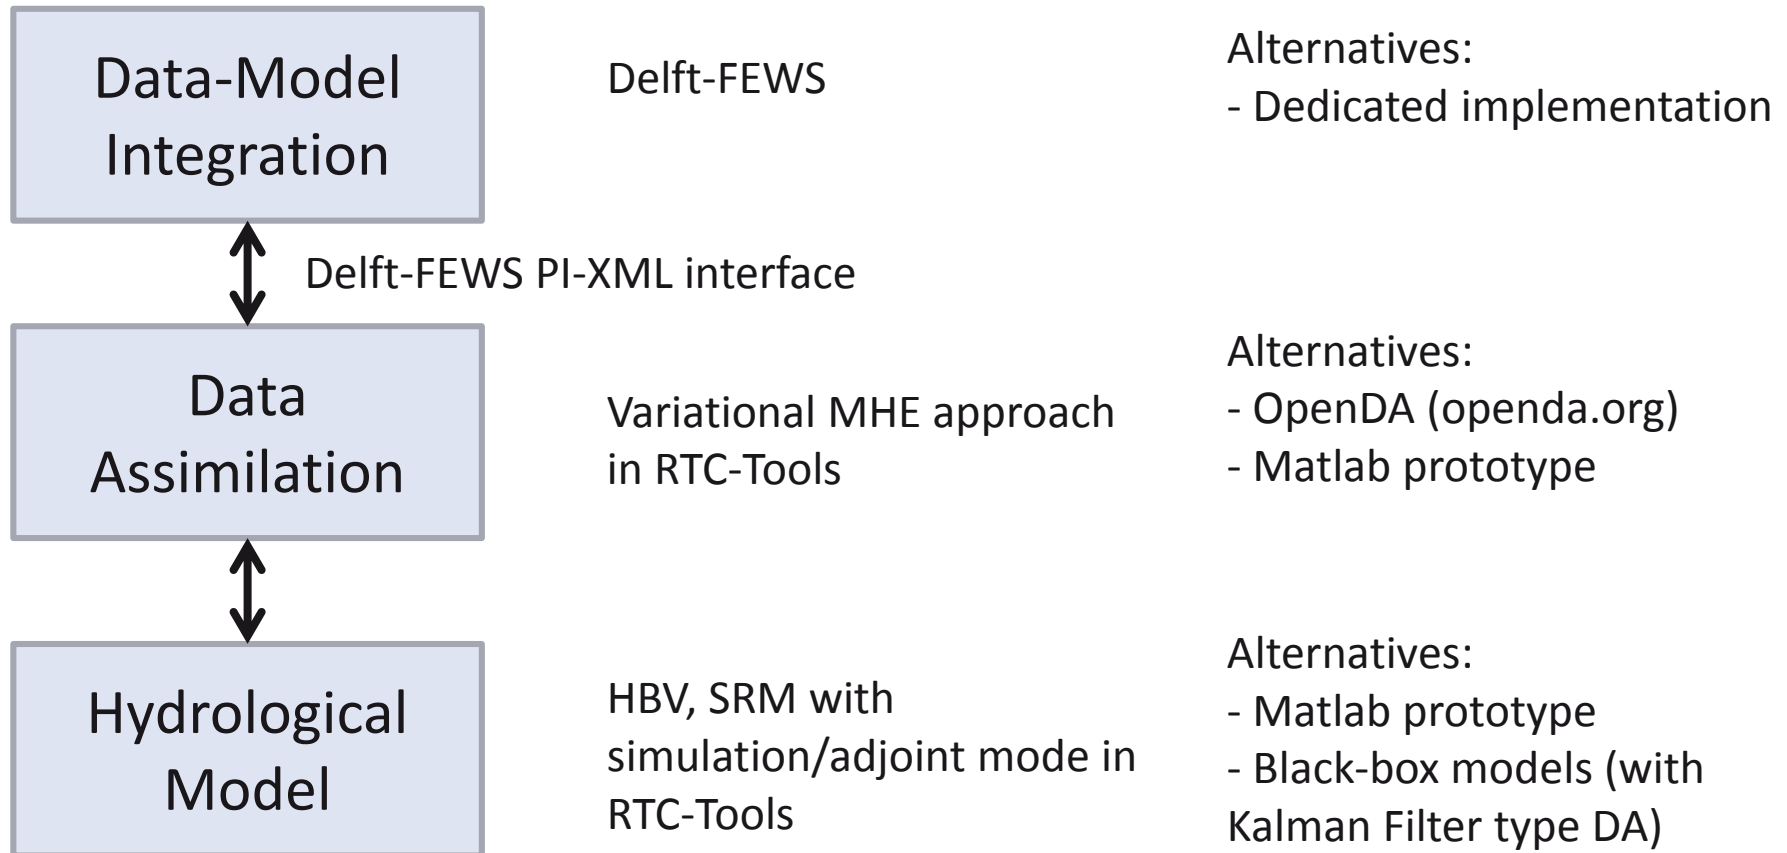 Data-Model
Integration
Delft-FEWS
Alternatives:
- Dedicated implementation
Delft-FEWS PI-XML interface
Data
Assimilation
Variational MHE approach
in RTC-Tools
Alternatives:
- OpenDA (openda.org)
- Matlab prototype
Hydrological
Model
HBV, SRM with
simulation/adjoint mode in
RTC-Tools
Alternatives:
- Matlab prototype
- Black-box models (with
Kalman Filter type DA)